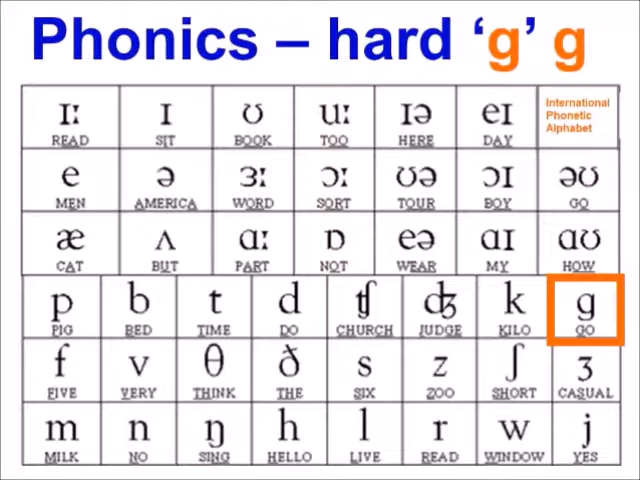 Phonics – hard ‘g’ g
ɪː ɪ ʊ uː ɪə eɪ International
Phonetic
Alphabet
READ SIT BOOK TOO HERE DAY
e ə ɜː ɔː ʊə ɔɪ əʊ
MEN AMERICA WORD SORT TOUR BOY GO
æ ʌ ɑː ɒ eə ɑɪ ɑʊ
CAT BUT PART NOT WEAR MY HOW
p b t d ʧ ʤ k g
PIG BED TIME DO CHURCH JUDGE KILO GO
f v θ ð s z ʃ ʒ
FIVE VERY THINK THE SIX ZOO SHORT CASUAL
m n ŋ h l r w j
MILK NO SING HELLO LIVE READ WINDOW YES